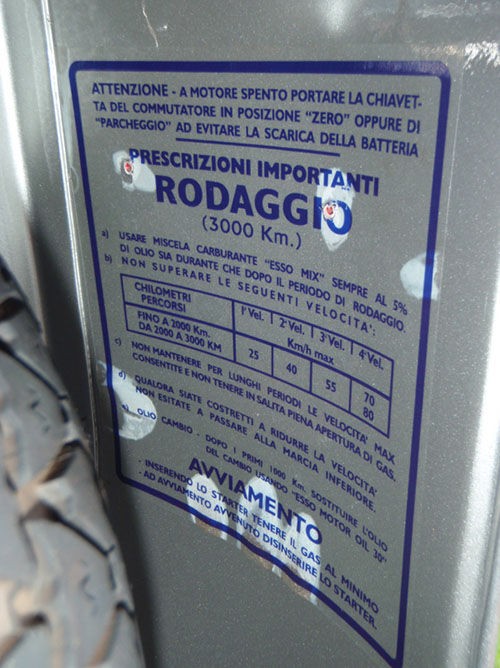 ATTENZIONE - A MOTORE SPENTO PORTARE LA CHIAVET-
TA DEL COMMUTATORE IN POSIZIONE "ZERO" OPPURE DI
"PARCHEGGIO" AD EVITARE LA SCARICA DELLA BATTERIA
PRESCRIZIONI IMPORTANTI
RODAGGIO
(3000 Km.)
a) USARE MISCELA CARBURANTE "ESSO MIX" SEMPRE AL 5%
DI OLIO SIA DURANTE CHE DOPO IL PERIODO DI RODAGGIO.
b) NON SUPERARE LE SEGUENTI VELOCITA':
CHILOMETRI PERCORSI
1ª Vel. 2ª Vel. 3ª Vel. 4ª Vel.
Km/h max
FINO A 2000 Km.
DA 2000 A 3000 KM
25 40 55 70
80
c) NON MANTENERE PER LUNGHI PERIODI LE VELOCITA' MAX
CONSENTITE E NON TENERE IN SALITA PIENA APERTURA DI GAS.
d) QUALORA SIATE COSTRETTI A RIDURRE LA VELOCITA'
NON ESITATE A PASSARE ALLA MARCIA INFERIORE.
e) OLIO CAMBIO : DOPO I PRIMI 1000 Km. SOSTITUIRE L'OLIO
DEL CAMBIO USANDO "ESSO MOTOR OIL 30"
AVVIAMENTO
- INSERENDO LO STARTER TENERE IL GAS AL MINIMO
- AD AVVIAMENTO AVVENUTO DISINSERIRE LO STARTER.